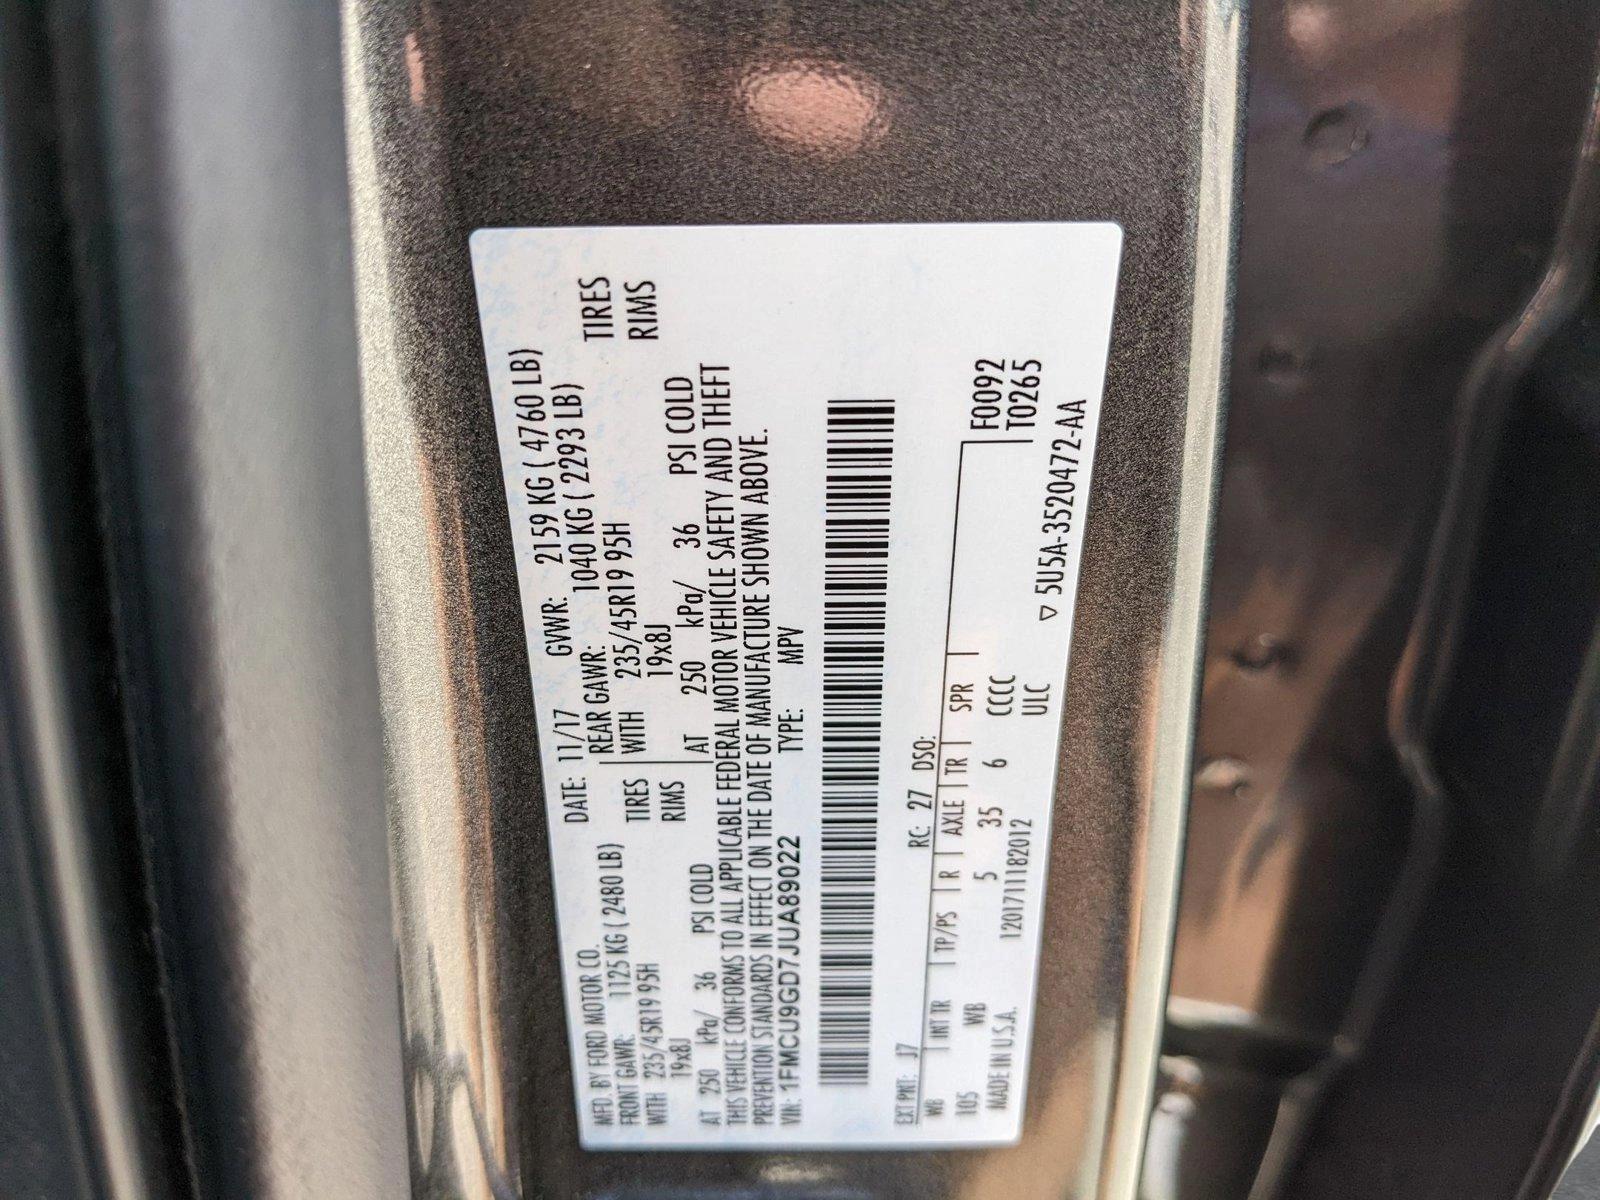 MFD. BY FORD MOTOR CO.
DATE: 11/17 GVWR: 2159 KG ( 4760 LB)
FRONT GAWR: 1125 KG ( 2480 LB)
REAR GAWR: 1040 KG ( 2293 LB)
WITH 235/45R19 95H TIRES
WITH 235/45R19 95H TIRES
19x8J RIMS
19x8J RIMS
AT 250 kPa/ 36 PSI COLD
AT 250 kPa/ 36 PSI COLD
THIS VEHICLE CONFORMS TO ALL APPLICABLE FEDERAL MOTOR VEHICLE SAFETY AND THEFT
PREVENTION STANDARDS IN EFFECT ON THE DATE OF MANUFACTURE SHOWN ABOVE.
VIN: 1FMCU9GD7JUA89022 TYPE: MPV
EXT PNT: J7 RC: 27 DSO:
WB INT TR TP/PS R AXLE TR SPR F0092
T0265
105 WB 5 35 6 CCCC
MADE IN U.S.A. 1201711182012 ULC
▽ 5U5A-3520472-AA